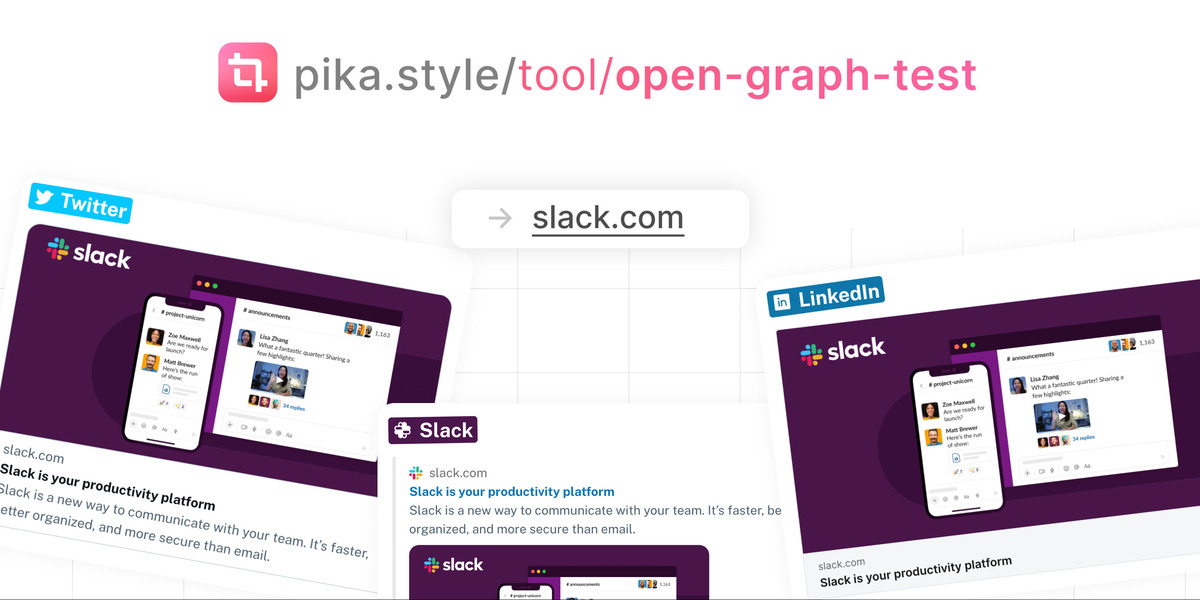 pika.style/tool/open-graph-test
slack.com
Twitter
slack
# project-unicorn
Zoe Maxwell
Are we ready for
launch?
Matt Brewer
Here's the run
of show:
# announcements
1,163
Lisa Zhang
What a fantastic quarter! Sharing a
few highlights:
34 replies
Aa
Aa
slack.com
Slack is your productivity platform
Slack is a new way to communicate with your team. It's faster,
etter organized, and more secure than email.
Slack
slack.com
Slack is your productivity platform
Slack is a new way to communicate with your team. It's faster, be
organized, and more secure than email.
slack
# announcements
1,163
# project-unicorn
in LinkedIn
slack
# project-unicorn
Zoe Maxwell
Are we ready for
launch?
Matt Brewer
Here's the run
of show:
# announcements
1,163
Lisa Zhang
What a fantastic quarter! Sharing a
few highlights:
34 replies
Aa
Aa
slack.com
Slack is your productivity platform